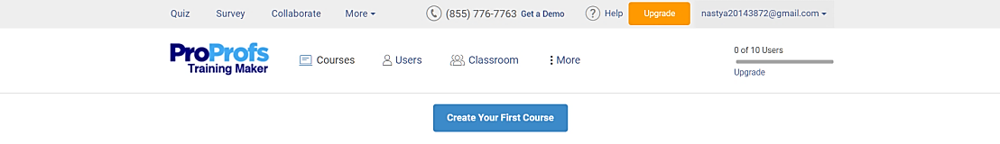 Quiz Survey Collaborate More (855) 776-7763 Get a Demo Help Upgrade nastya20143872@gmail.com
ProProfs
Training Maker
Courses Users Classroom More
0 of 10 Users
Upgrade
Create Your First Course